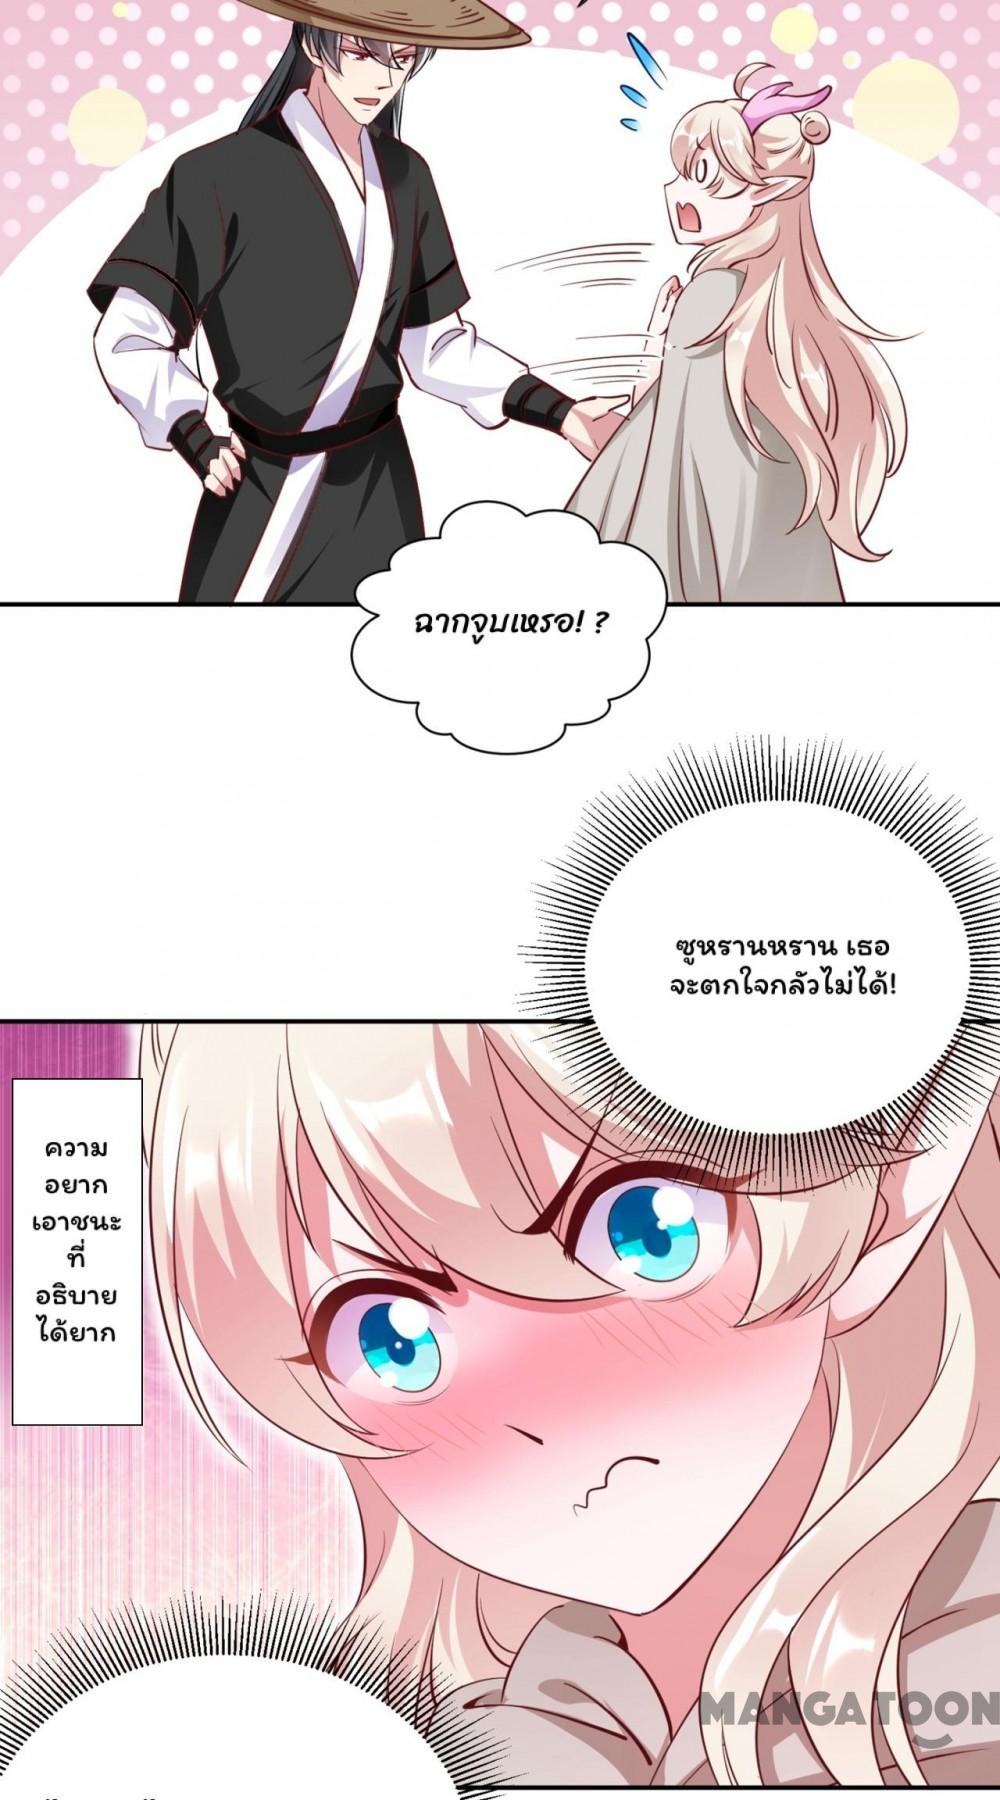 ฉากจูบเหรอ! ?
ซูหรานหราน เธอ
จะตกใจกลัวไม่ได้!
ความ
อยาก
เอาชนะ
ที่
อธิบาย
ได้ยาก
MANGATOON